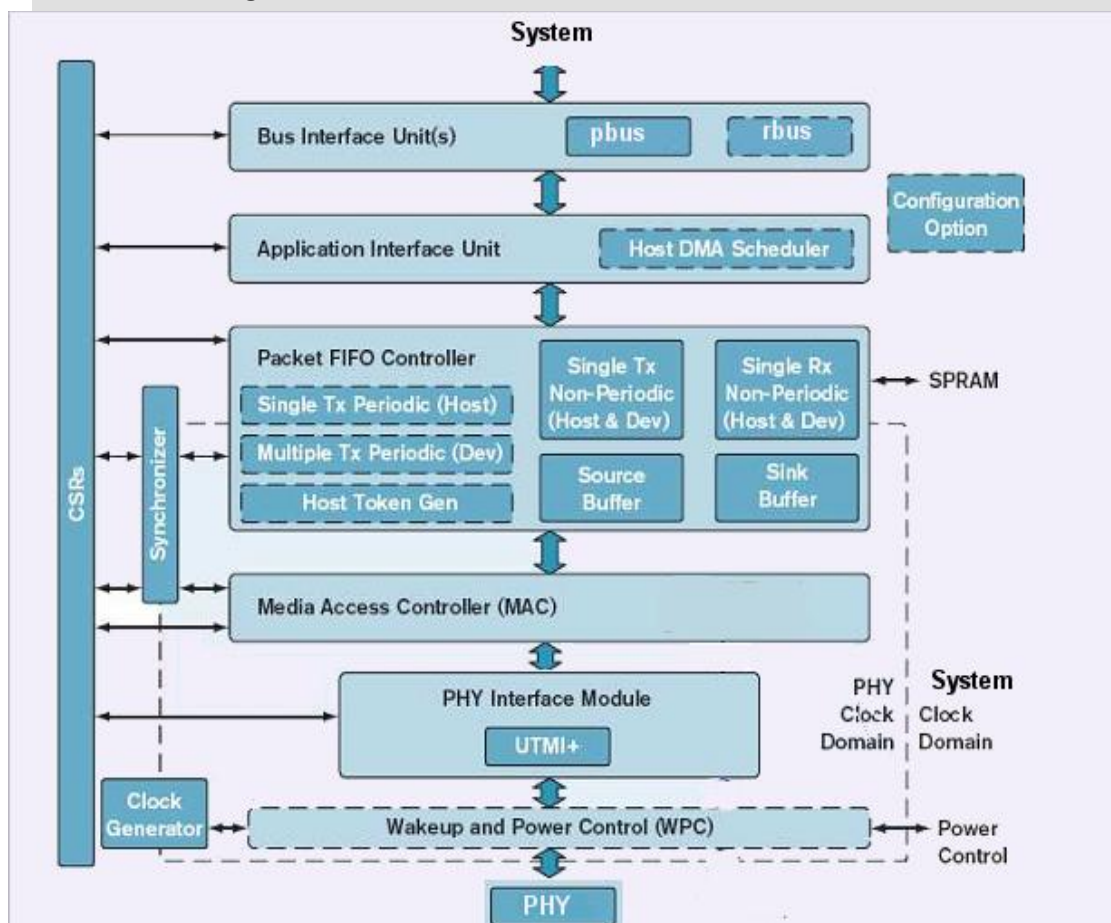 System
Bus Interface Unit(s)
pbus
rbus
Configuration
Option
Application Interface Unit
Host DMA Scheduler
Packet FIFO Controller
Single Tx Periodic (Host)
Multiple Tx Periodic (Dev)
Host Token Gen
Single Tx
Non-Periodic
(Host & Dev)
Single Rx
Non-Periodic
(Host & Dev)
Source
Buffer
Sink
Buffer
SPRAM
CSRs
Synchronizer
Media Access Controller (MAC)
PHY Interface Module
UTMI+
PHY
Clock
Domain
System
Clock
Domain
Clock
Generator
Wakeup and Power Control (WPC)
Power
Control
PHY